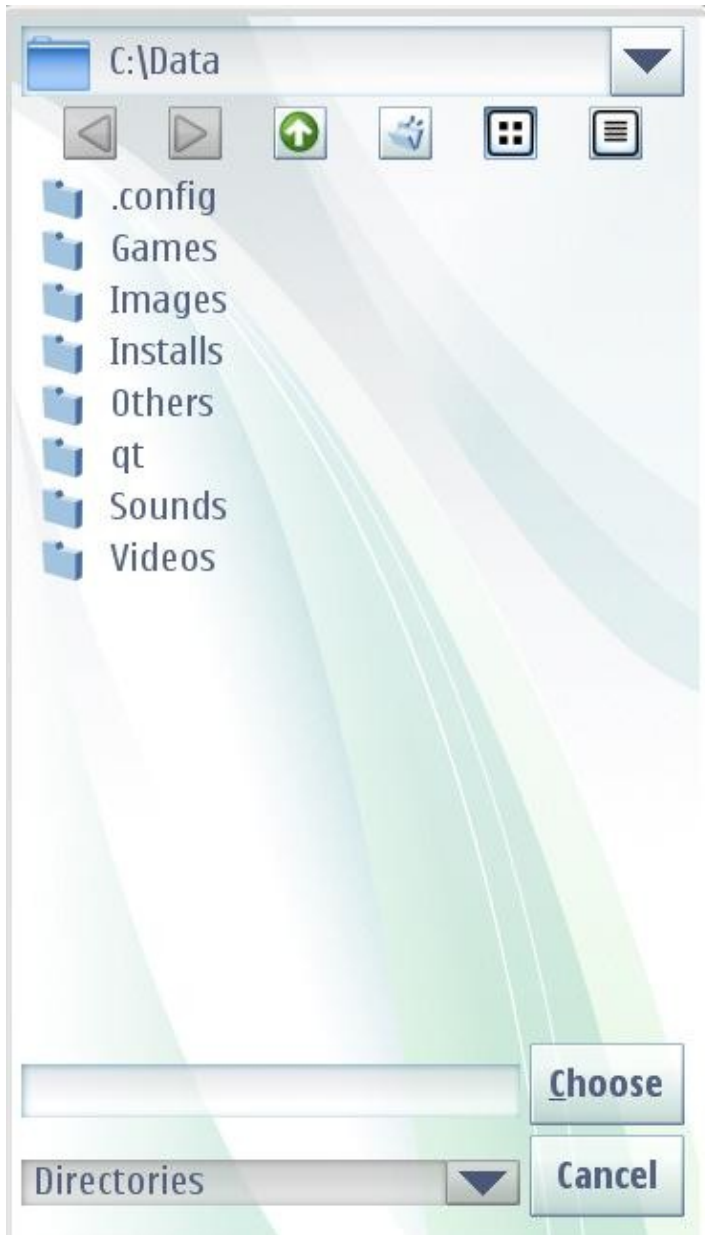 C:\Data
.config
Games
Images
Installs
Others
qt
Sounds
Videos
Choose
Directories
Cancel